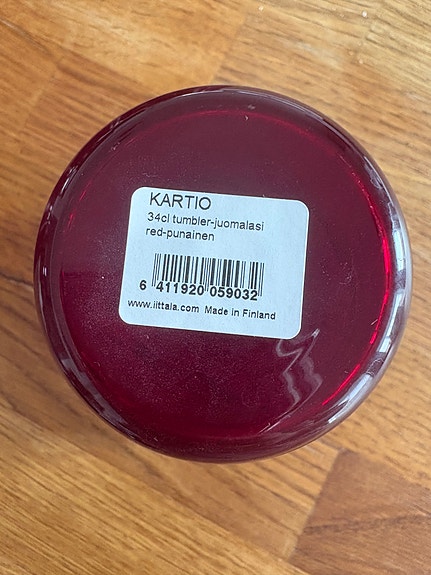 KARTIO
34cl tumbler-juomalasi
red-punainen
6 411920 059032
www.iittala.com Made in Finland